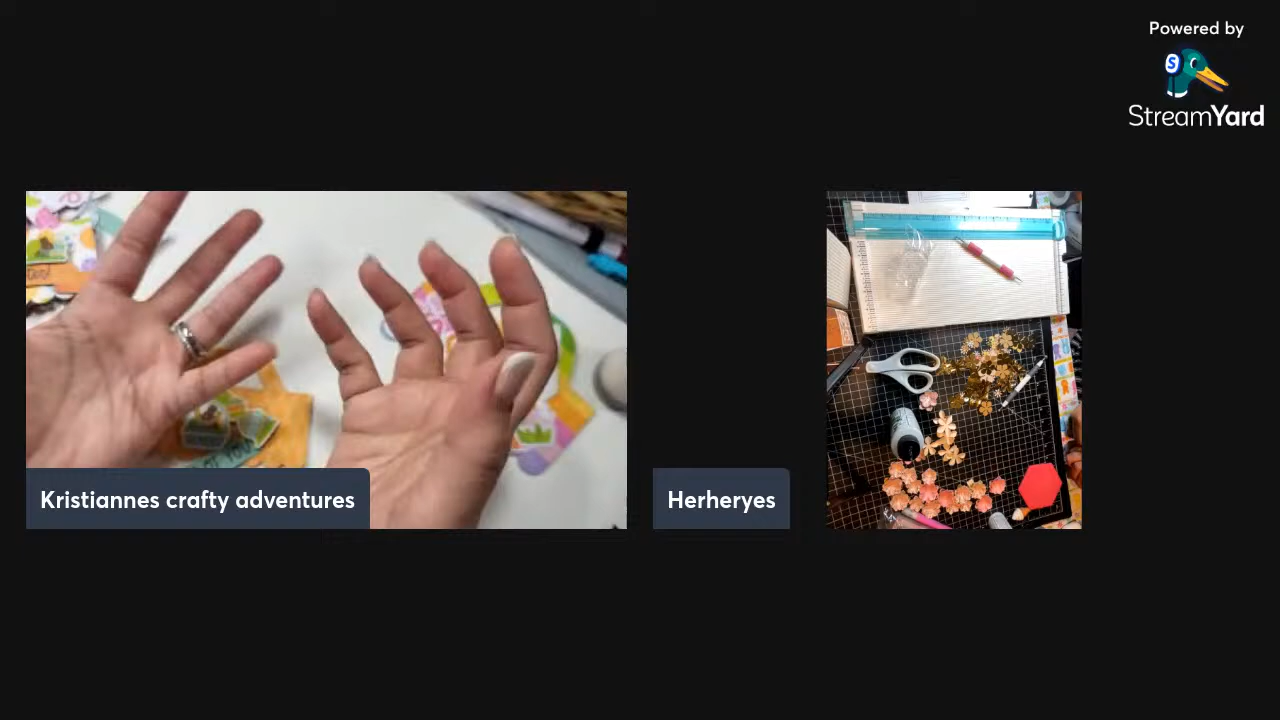 Powered by
S
StreamYard
Kristiannes crafty adventures
Herheryes